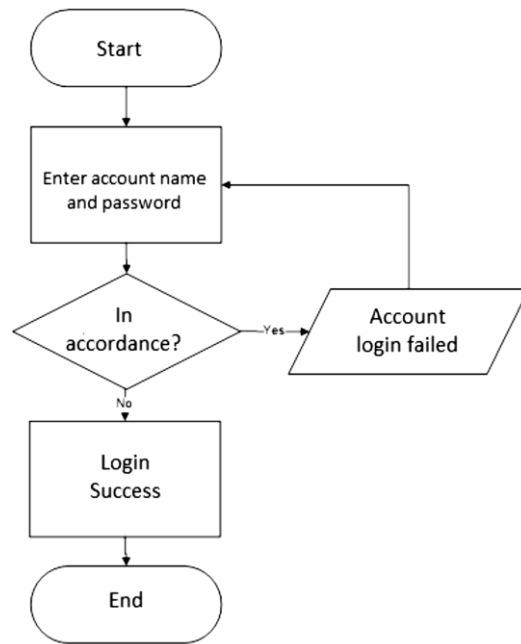 Start
Enter account name
and password
In
accordance?
Yes
Account
login failed
No
Login
Success
End